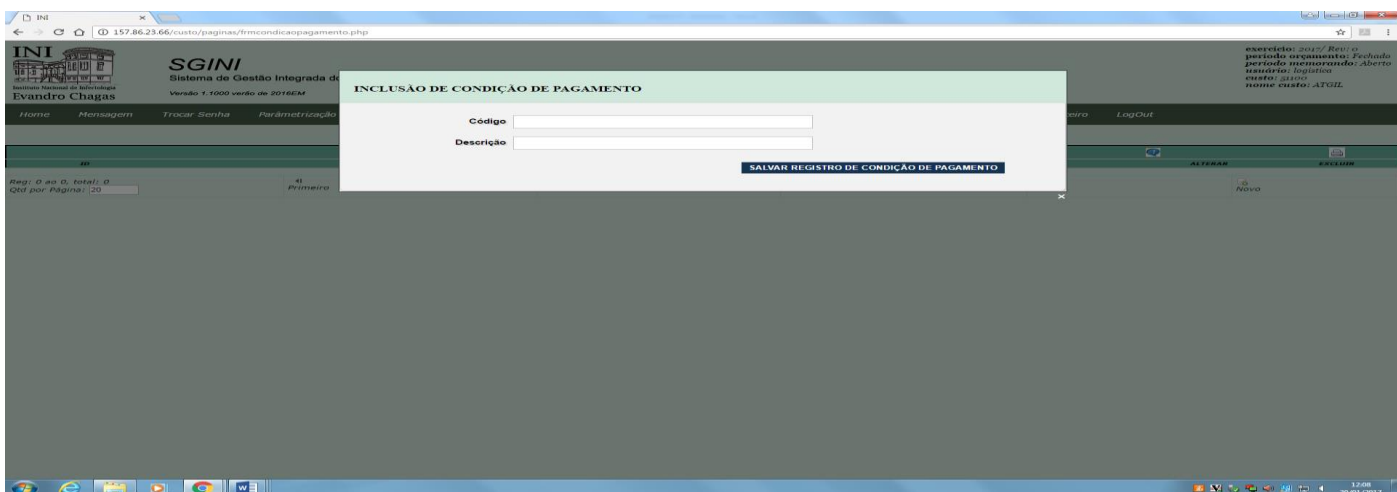 INI
157.86.23.66/custo/paginas/frmcondicaopagamento.php
INI
Instituto Nacional de Infectologia
Evandro Chagas
SGINI
Sistema de Gestão Integrada de
Versão 1.1000 verão de 2016EM
exercício: 2017/ Rev: 0
período orçamento: Fechado
período memorando: Aberto
usuário: logistica
custo: 51100
nome custo: ATGIL
Home Mensagem Trocar Senha Parâmetrização LogOut
INCLUSÃO DE CONDIÇÃO DE PAGAMENTO
Código
Descrição
SALVAR REGISTRO DE CONDIÇÃO DE PAGAMENTO
ID ALTERAR EXCLUIR
Reg: 0 ao 0, total: 0
Qtd por Página: 20
Primeiro
Novo
12:08